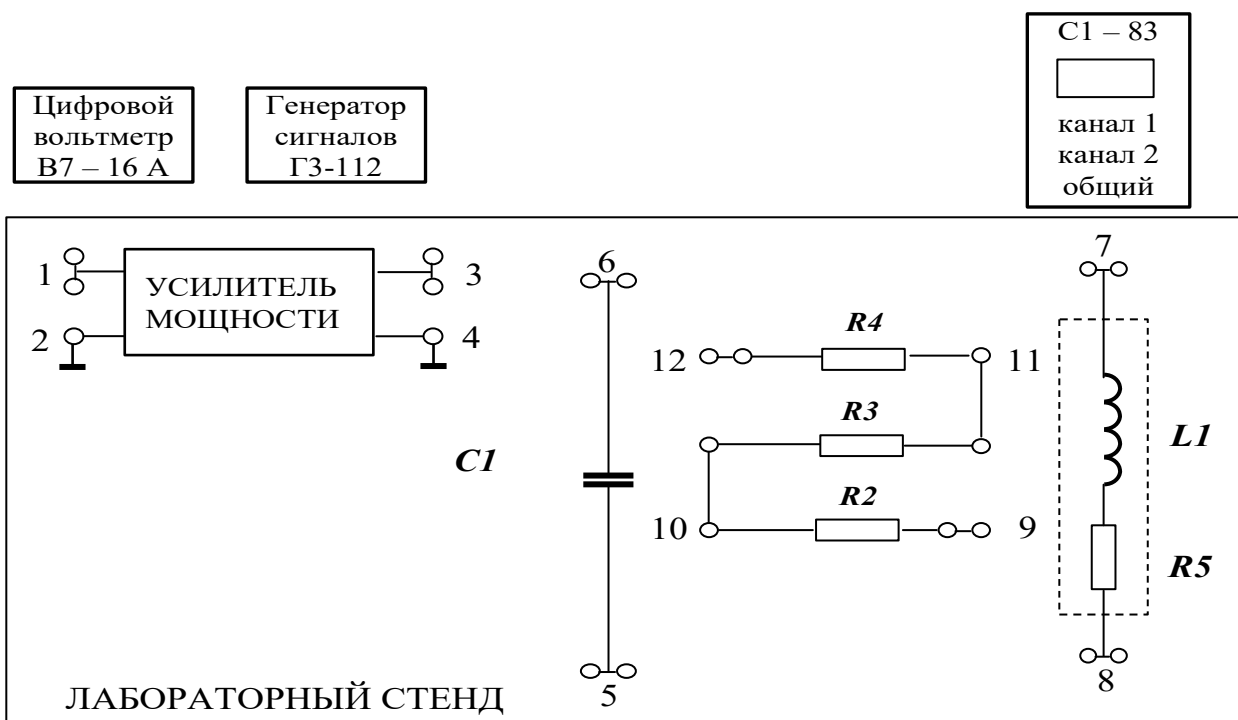 С1 – 83
канал 1
канал 2
общий
Цифровой
вольтметр
В7 – 16 А
Генератор
сигналов
Г3-112
1
2
УСИЛИТЕЛЬ
МОЩНОСТИ
3
4
6
C1
5
12
R4
11
R3
10
R2
9
7
L1
R5
8
ЛАБОРАТОРНЫЙ СТЕНД